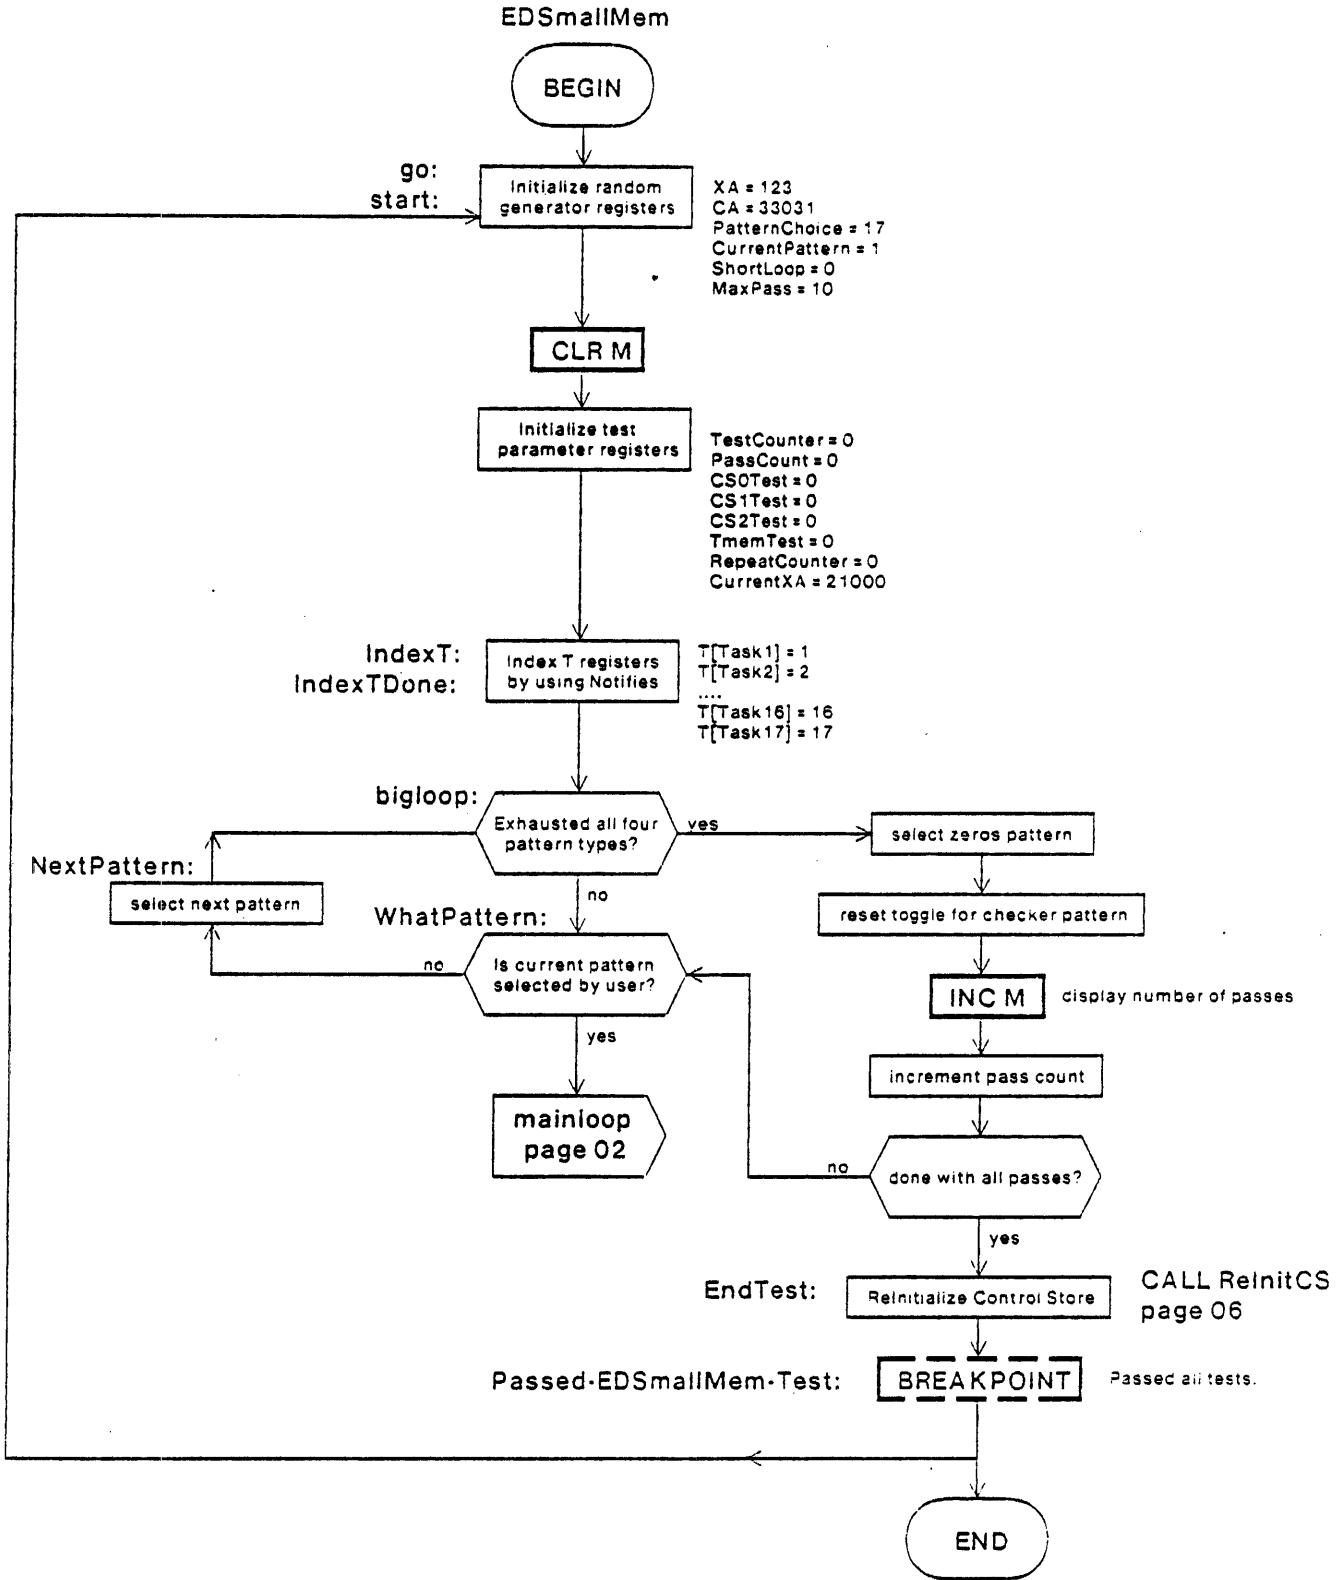 EDSmallMem
BEGIN
go:
start:
Initialize random
generator registers
XA = 123
CA = 33031
PatternChoice = 17
CurrentPattern = 1
ShortLoop = 0
MaxPass = 10
CLR M
Initialize test
parameter registers
TestCounter = 0
PassCount = 0
CS0Test = 0
CS1Test = 0
CS2Test = 0
TmemTest = 0
RepeatCounter = 0
CurrentXA = 21000
IndexT:
IndexTDone:
Index T registers
by using Notifies
T[Task1] = 1
T[Task2] = 2
....
T[Task16] = 16
T[Task17] = 17
bigloop:
Exhausted all four
pattern types?
yes
select zeros pattern
NextPattern:
select next pattern
no
reset toggle for checker pattern
WhatPattern:
Is current pattern
selected by user?
no
INC M
display number of passes
yes
increment pass count
mainloop
page 02
no
done with all passes?
yes
EndTest:
ReInitialize Control Store
CALL ReInitCS
page 06
Passed-EDSmallMem-Test:
BREAKPOINT
Passed all tests.
END